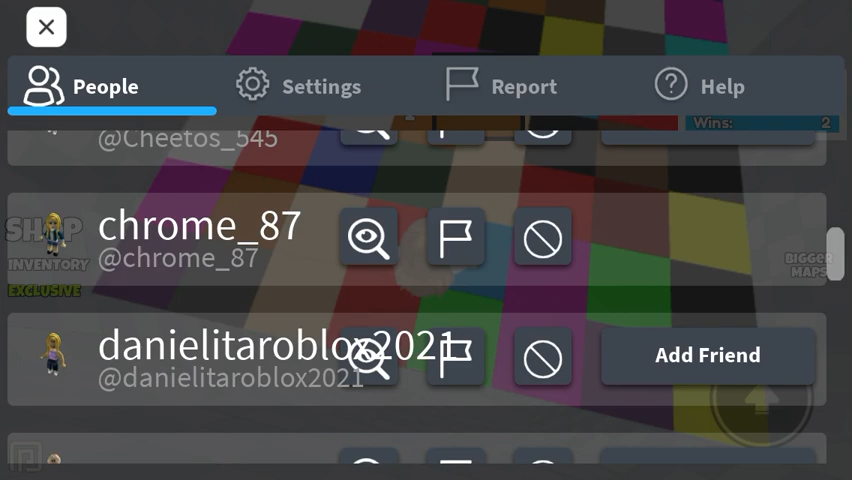 People
Settings
Report
Help
@Cheetos_545
Wins: 2
chrome_87
@chrome_87
SHOP
INVENTORY
EXCLUSIVE
BIGGER
MAPS
danielitaroblox2021
@danielitaroblox2021
Add Friend